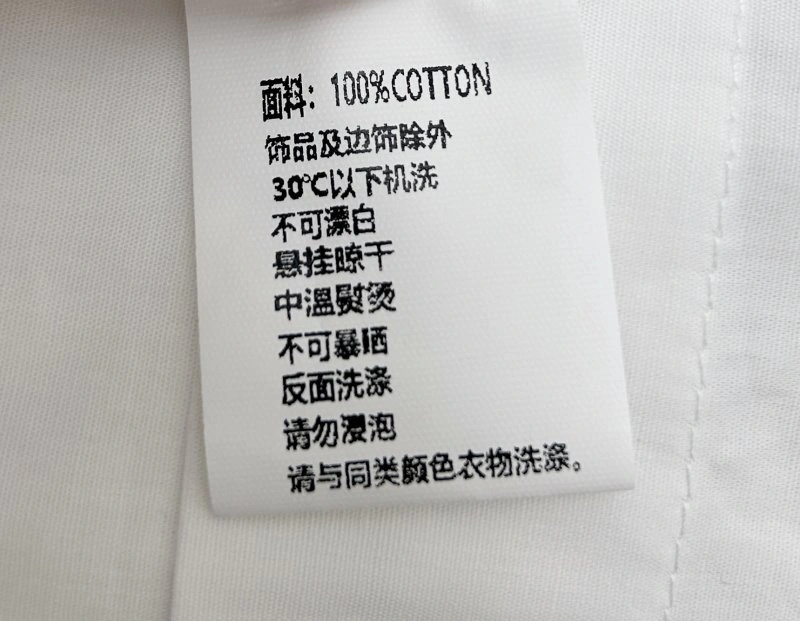 面料：100%COTTON
饰品及边饰除外
30℃以下机洗
不可漂白
悬挂晾干
中温熨烫
不可暴晒
反面洗涤
请勿浸泡
请与同类颜色衣物洗涤。